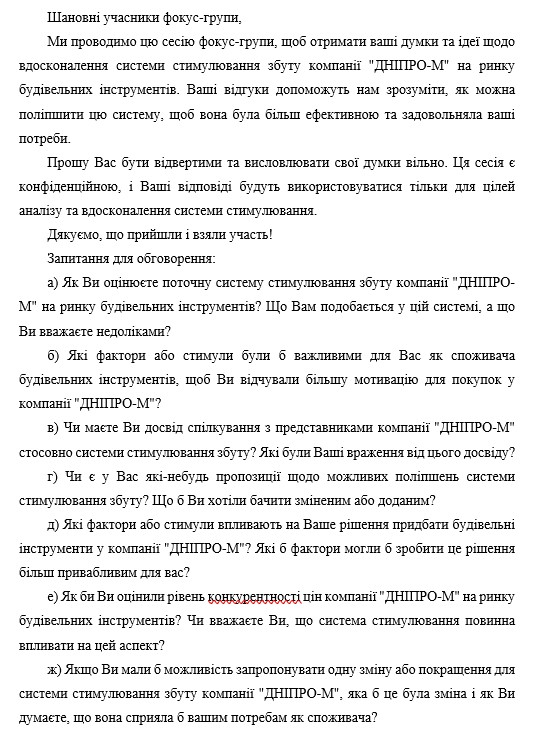 Шановні учасники фокус-групи,
Ми проводимо цю сесію фокус-групи, щоб отримати ваші думки та ідеї щодо
вдосконалення системи стимулювання збуту компанії "ДНІПРО-М" на ринку
будівельних інструментів. Ваші відгуки допоможуть нам зрозуміти, як можна
поліпшити цю систему, щоб вона була більш ефективною та задовольняла ваші
потреби.
Прошу Вас бути відвертими та висловлювати свої думки вільно. Ця сесія є
конфіденційною, і Ваші відповіді будуть використовуватися тільки для цілей
аналізу та вдосконалення системи стимулювання.
Дякуємо, що прийшли і взяли участь!
Запитання для обговорення:
а) Як Ви оцінюєте поточну систему стимулювання збуту компанії "ДНІПРО-
М" на ринку будівельних інструментів? Що Вам подобається у цій системі, а що
Ви вважаєте недоліками?
б) Які фактори або стимули були б важливими для Вас як споживача
будівельних інструментів, щоб Ви відчували більшу мотивацію для покупок у
компанії "ДНІПРО-М"?
в) Чи маєте Ви досвід спілкування з представниками компанії "ДНІПРО-М"
стосовно системи стимулювання збуту? Які були Ваші враження від цього досвіду?
г) Чи є у Вас які-небудь пропозиції щодо можливих поліпшень системи
стимулювання збуту? Що б Ви хотіли бачити зміненим або доданим?
д) Які фактори або стимули впливають на Ваше рішення придбати будівельні
інструменти у компанії "ДНІПРО-М"? Які б фактори могли б зробити це рішення
більш привабливим для вас?
е) Як би Ви оцінили рівень конкурентності цін компанії "ДНІПРО-М" на ринку
будівельних інструментів? Чи вважаєте Ви, що система стимулювання повинна
впливати на цей аспект?
ж) Якщо Ви мали б можливість запропонувати одну зміну або покращення для
системи стимулювання збуту компанії "ДНІПРО-М", яка б це була зміна і як Ви
думаєте, що вона сприяла б вашим потребам як споживача?